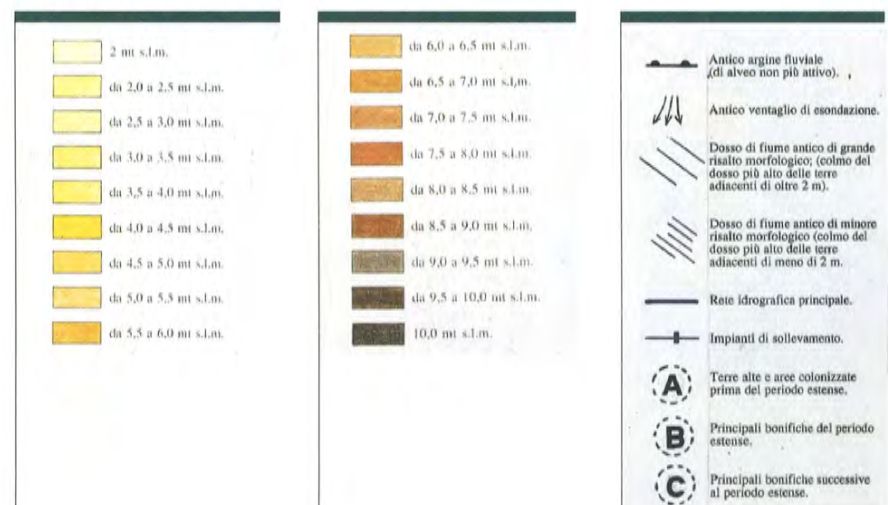 2 mt s.l.m.
da 2,0 a 2,5 mt s.l.m.
da 2,5 a 3,0 mt s.l.m.
da 3,0 a 3,5 mt s.l.m.
da 3,5 a 4,0 mt s.l.m.
da 4,0 a 4,5 mt s.l.m.
da 4,5 a 5,0 mt s.l.m.
da 5,0 a 5,5 mt s.l.m.
da 5,5 a 6,0 mt s.l.m.
da 6,0 a 6,5 mt s.l.m.
da 6,5 a 7,0 mt s.l.m.
da 7,0 a 7,5 mt s.l.m.
da 7,5 a 8,0 mt s.l.m.
da 8,0 a 8,5 mt s.l.m.
da 8,5 a 9,0 mt s.l.m.
da 9,0 a 9,5 mt s.l.m.
da 9,5 a 10,0 mt s.l.m.
10,0 mt s.l.m.
Antico argine fluviale
(di alveo non più attivo).
Antico ventaglio di esondazione.
Dosso di fiume antico di grande
risalto morfologico; (colmo del
dosso più alto delle terre
adiacenti di oltre 2 m).
Dosso di fiume antico di minore
risalto morfologico (colmo del
dosso più alto delle terre
adiacenti di meno di 2 m.
Rete idrografica principale.
Impianti di sollevamento.
A Terre alte e aree colonizzate
prima del periodo estense.
B Principali bonifiche del periodo
estense.
C Principali bonifiche successive
al periodo estense.